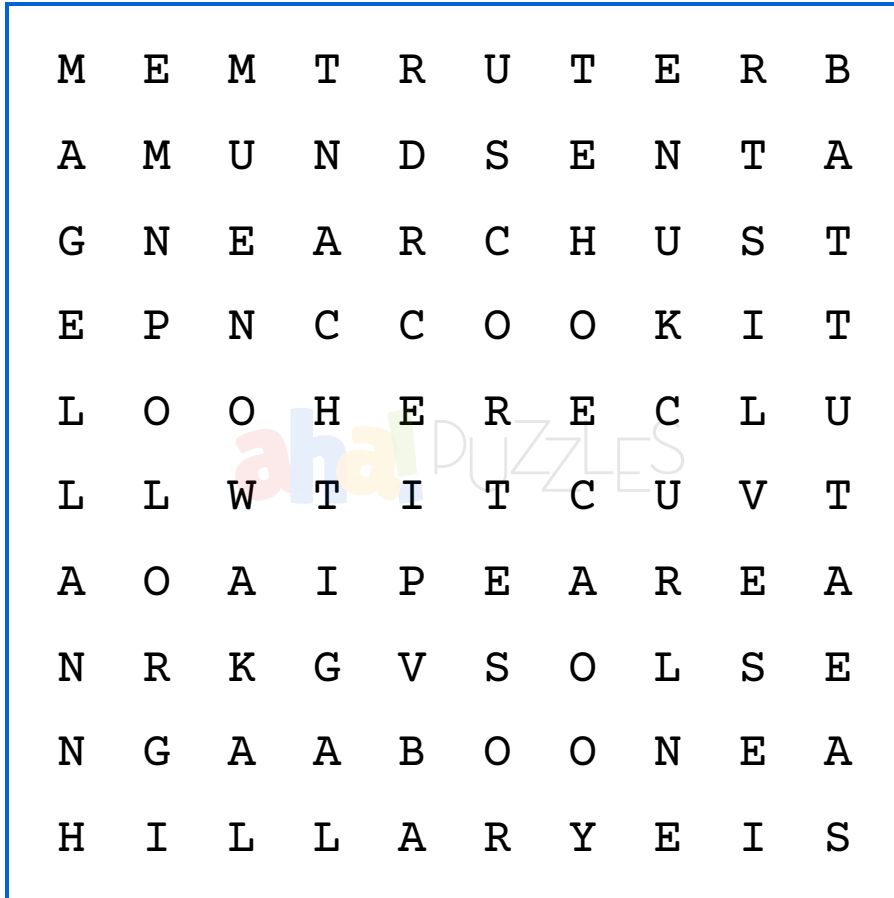 M E M T R U T E R B
A M U N D S E N T A
G N E A R C H U S T
E P N C C O O K I T
L O O H E R E C L U
L L W T I T C U V T
A O A I P E A R E A
N R K G V S O L S E
N G A A B O O N E A
H I L L A R Y E I S
aha! PUZZLES